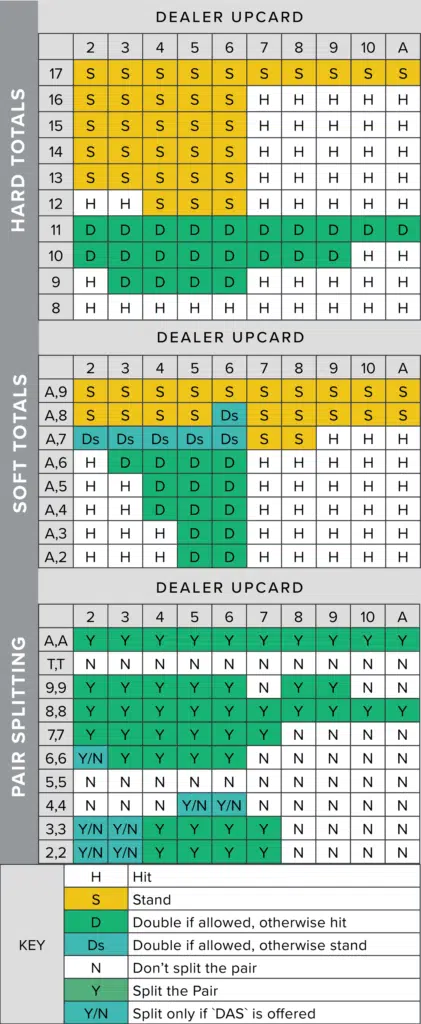 DEALER UPCARD
HARD TOTALS
2 3 4 5 6 7 8 9 10 A
17 S S S S S S S S S S
16 S S S S S H H H H H
15 S S S S S H H H H H
14 S S S S S H H H H H
13 S S S S S H H H H H
12 H H S S S H H H H H
11 D D D D D D D D D D
10 D D D D D D D D H H
9 H D D D D H H H H H
8 H H H H H H H H H H
DEALER UPCARD
SOFT TOTALS
2 3 4 5 6 7 8 9 10 A
A,9 S S S S S S S S S S
A,8 S S S S Ds S S S S S
A,7 Ds Ds Ds Ds Ds S S H H H
A,6 H D D D D H H H H H
A,5 H H D D D H H H H H
A,4 H H D D D H H H H H
A,3 H H H D D H H H H H
A,2 H H H D D H H H H H
DEALER UPCARD
PAIR SPLITTING
2 3 4 5 6 7 8 9 10 A
A,A Y Y Y Y Y Y Y Y Y Y
T,T N N N N N N N N N N
9,9 Y Y Y Y Y N Y Y N N
8,8 Y Y Y Y Y Y Y Y Y Y
7,7 Y Y Y Y Y Y N N N N
6,6 Y/N Y Y Y Y N N N N N
5,5 N N N N N N N N N N
4,4 N N N Y/N Y/N N N N N N
3,3 Y/N Y/N Y Y Y Y N N N N
2,2 Y/N Y/N Y Y Y Y N N N N
KEY
H Hit
S Stand
D Double if allowed, otherwise hit
Ds Double if allowed, otherwise stand
N Don't split the pair
Y Split the Pair
Y/N Split only if `DAS` is offered